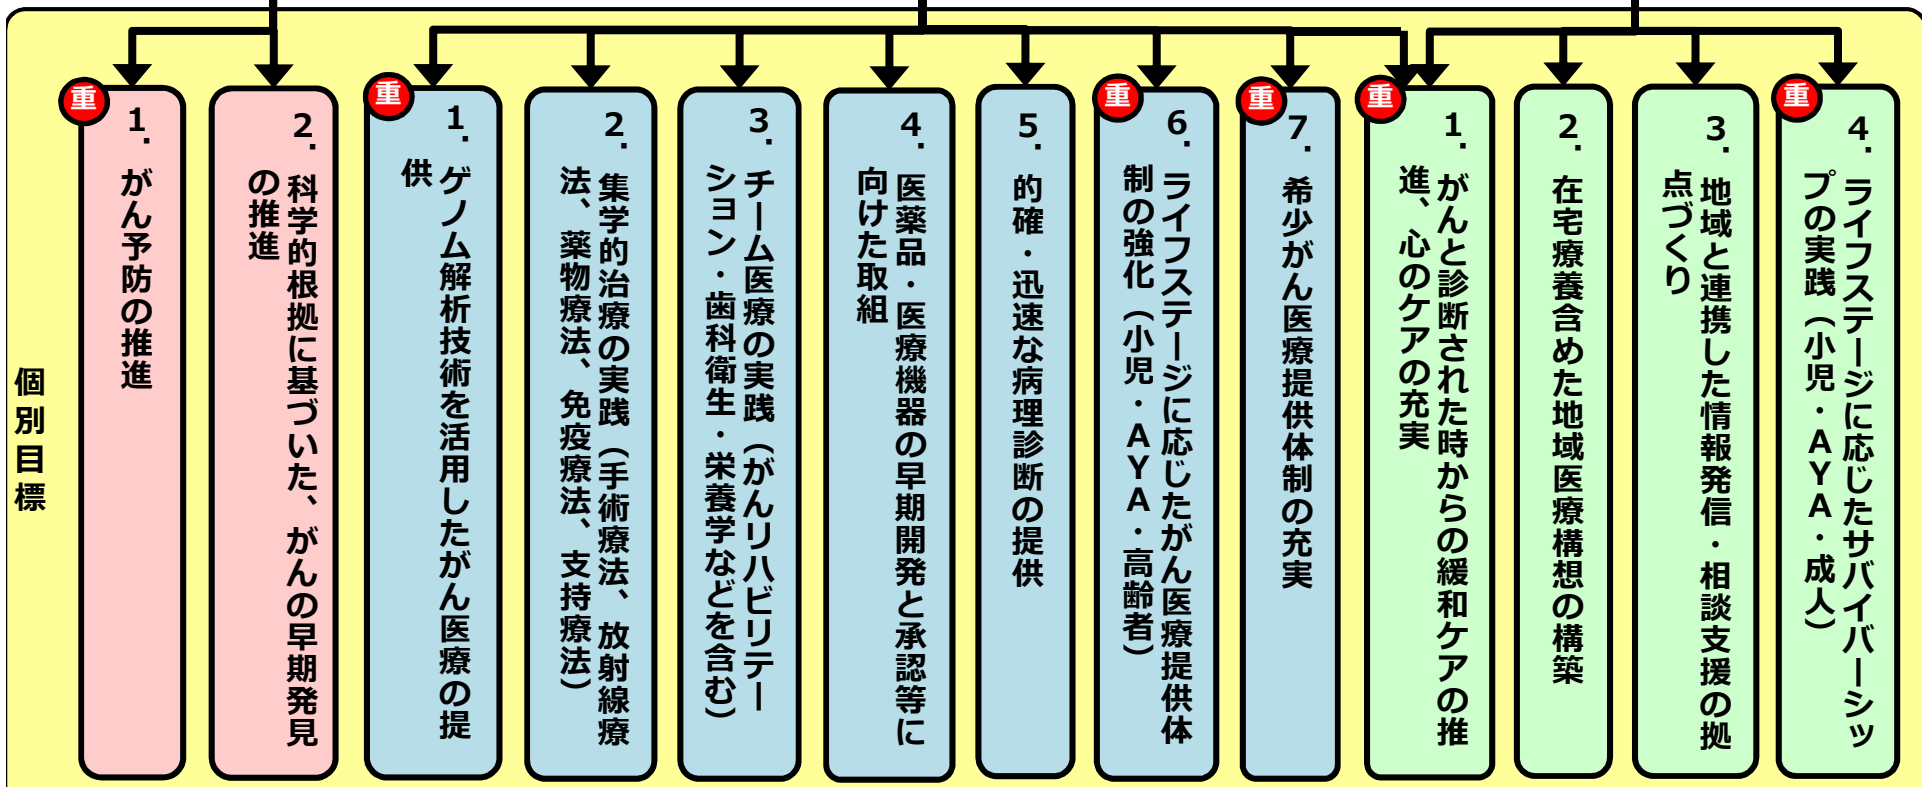 個別目標
重
1．がん予防の推進
2．科学的根拠に基づいた、がんの早期発見
の推進
重
1．ゲノム解析技術を活用したがん医療の提
供
2．集学的治療の実践（手術療法、放射線療
法、薬物療法、免疫療法、支持療法）
3．チーム医療の実践（がんリハビリテー
ション・歯科衛生・栄養学などを含む）
4．医薬品・医療機器の早期開発と承認等に
向けた取組
5．的確・迅速な病理診断の提供
重
6．ライフステージに応じたがん医療提供体
制の強化（小児・ＡＹＡ・高齢者）
重
7．希少がん医療提供体制の充実
重
1．がんと診断された時からの緩和ケアの推
進、心のケアの充実
2．在宅療養含めた地域医療構想の構築
3．地域と連携した情報発信・相談支援の拠
点づくり
重
4．ライフステージに応じたサバイバーシッ
プの実践（小児・ＡＹＡ・成人）